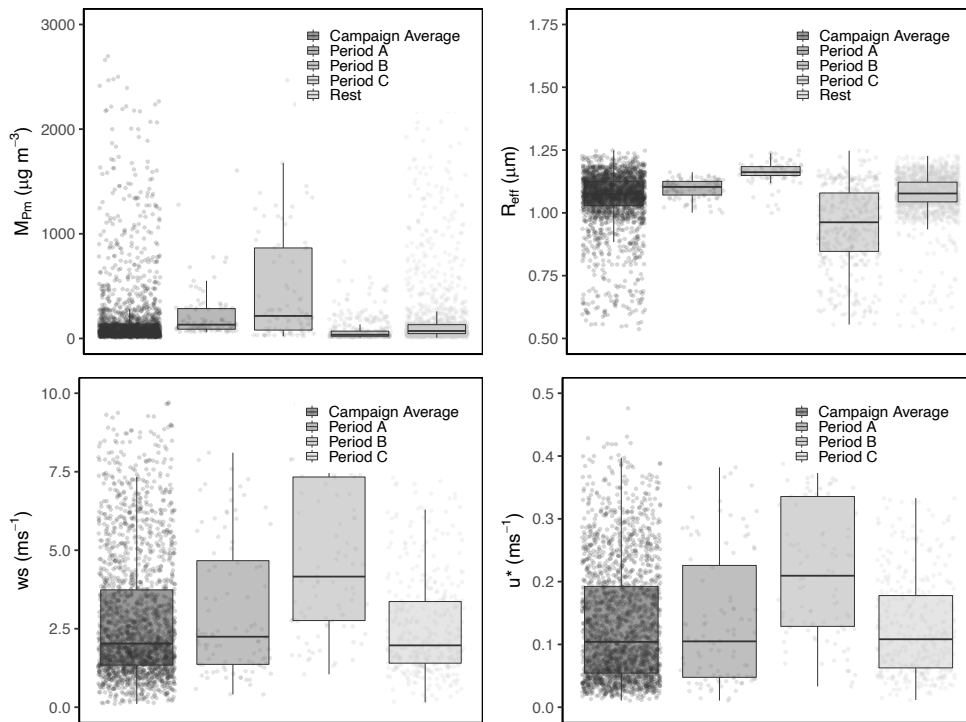 3000
2000
1000
0
M_Pm (μg m⁻³)
Campaign Average
Period A
Period B
Period C
Rest
1.75
1.50
1.25
1.00
0.75
0.50
R_eff (μm)
Campaign Average
Period A
Period B
Period C
Rest
10.0
7.5
5.0
2.5
0.0
ws (ms⁻¹)
Campaign Average
Period A
Period B
Period C
0.5
0.4
0.3
0.2
0.1
0.0
u* (ms⁻¹)
Campaign Average
Period A
Period B
Period C